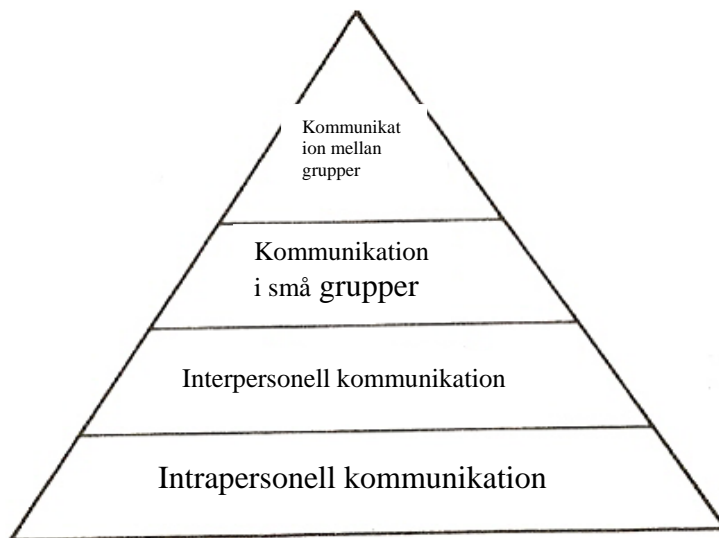 Kommunikat
ion mellan
grupper
Kommunikation
i små grupper
Interpersonell kommunikation
Intrapersonell kommunikation